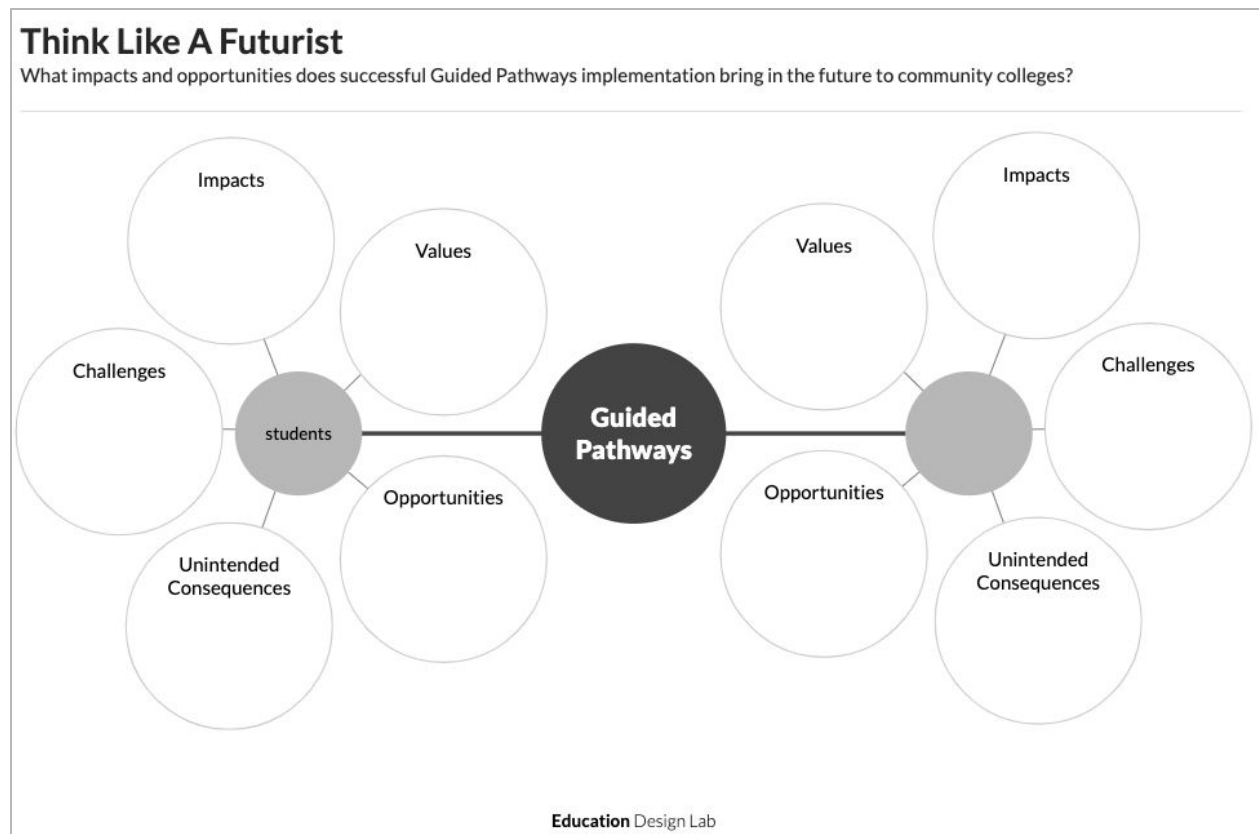 Think Like A Futurist
What impacts and opportunities does successful Guided Pathways implementation bring in the future to community colleges?
Impacts
Values
Challenges
students
Opportunities
Unintended
Consequences
Guided
Pathways
Impacts
Values
Challenges
Opportunities
Unintended
Consequences
Education Design Lab